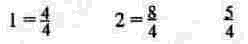 1 = 4/4 2 = 8/4 5/4